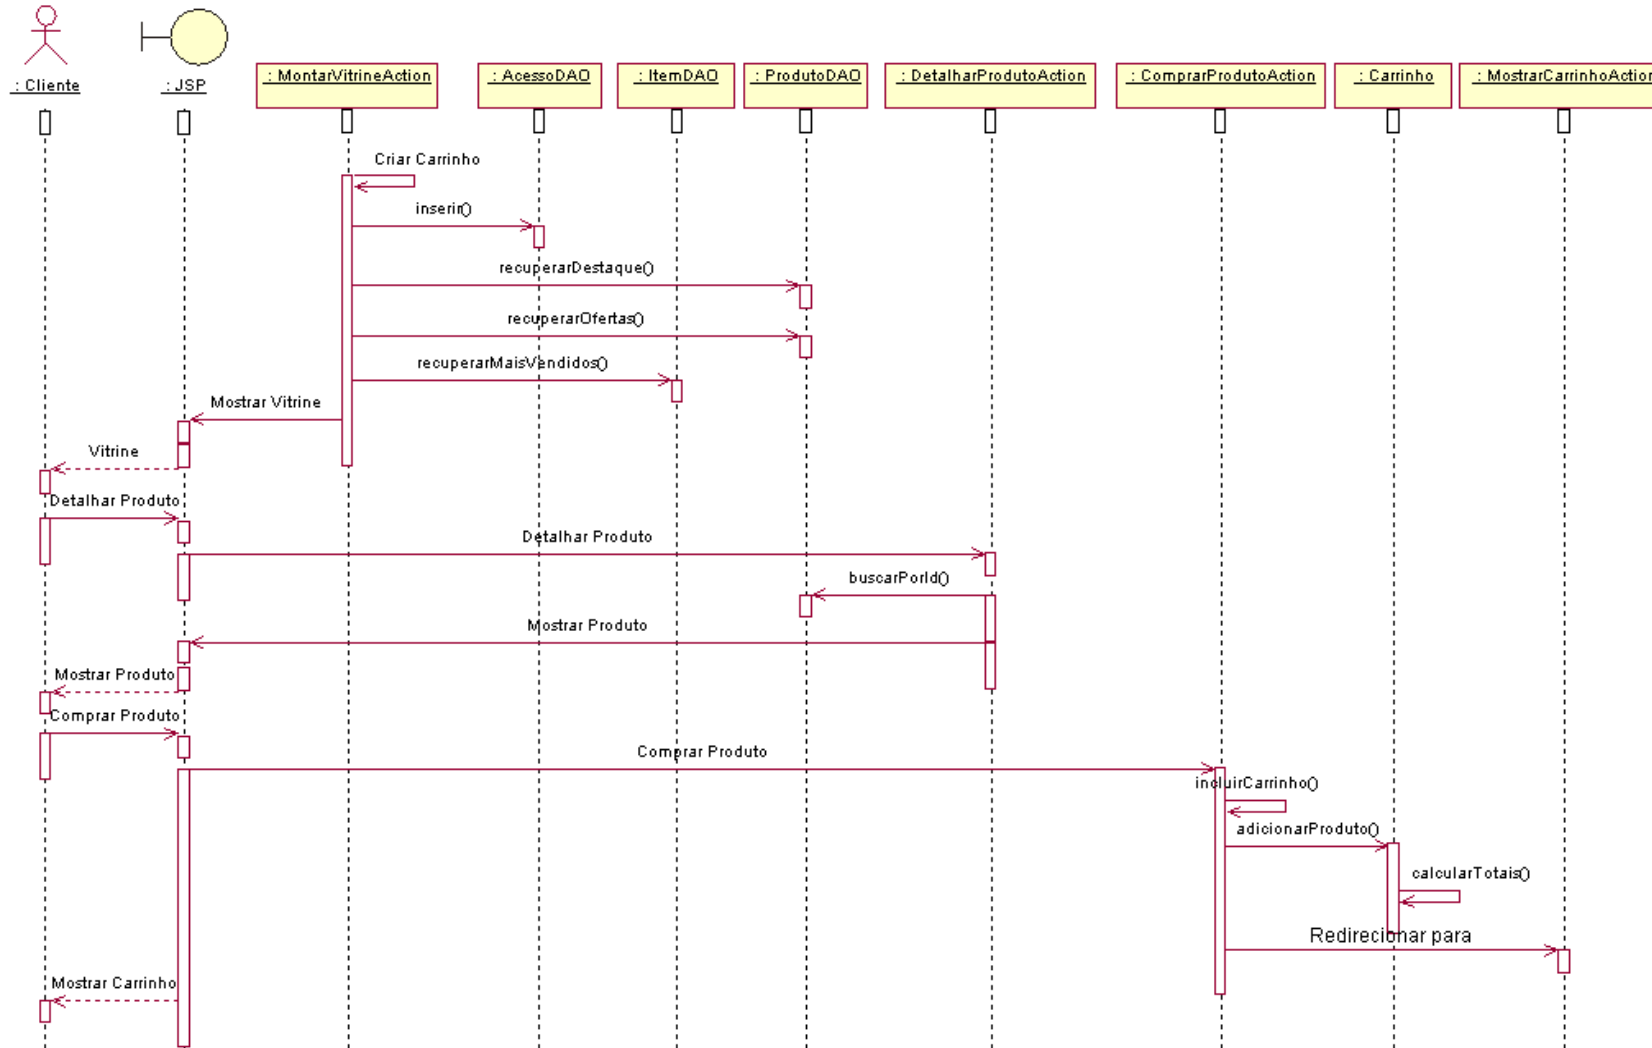 : Cliente
: JSP
: MontarVitrineAction
: AcessoDAO
: ItemDAO
: ProdutoDAO
: DetalharProdutoAction
: ComprarProdutoAction
: Carrinho
: MostrarCarrinhoAction
Criar Carrinho
inserir()
recuperarDestaque()
recuperarOfertas()
recuperarMaisVendidos()
Mostrar Vitrine
Vitrine
Detalhar Produto
Detalhar Produto
buscarPorId()
Mostrar Produto
Mostrar Produto
Comprar Produto
Comprar Produto
incluirCarrinho()
adicionarProduto()
calcularTotais()
Redirecionar para
Mostrar Carrinho